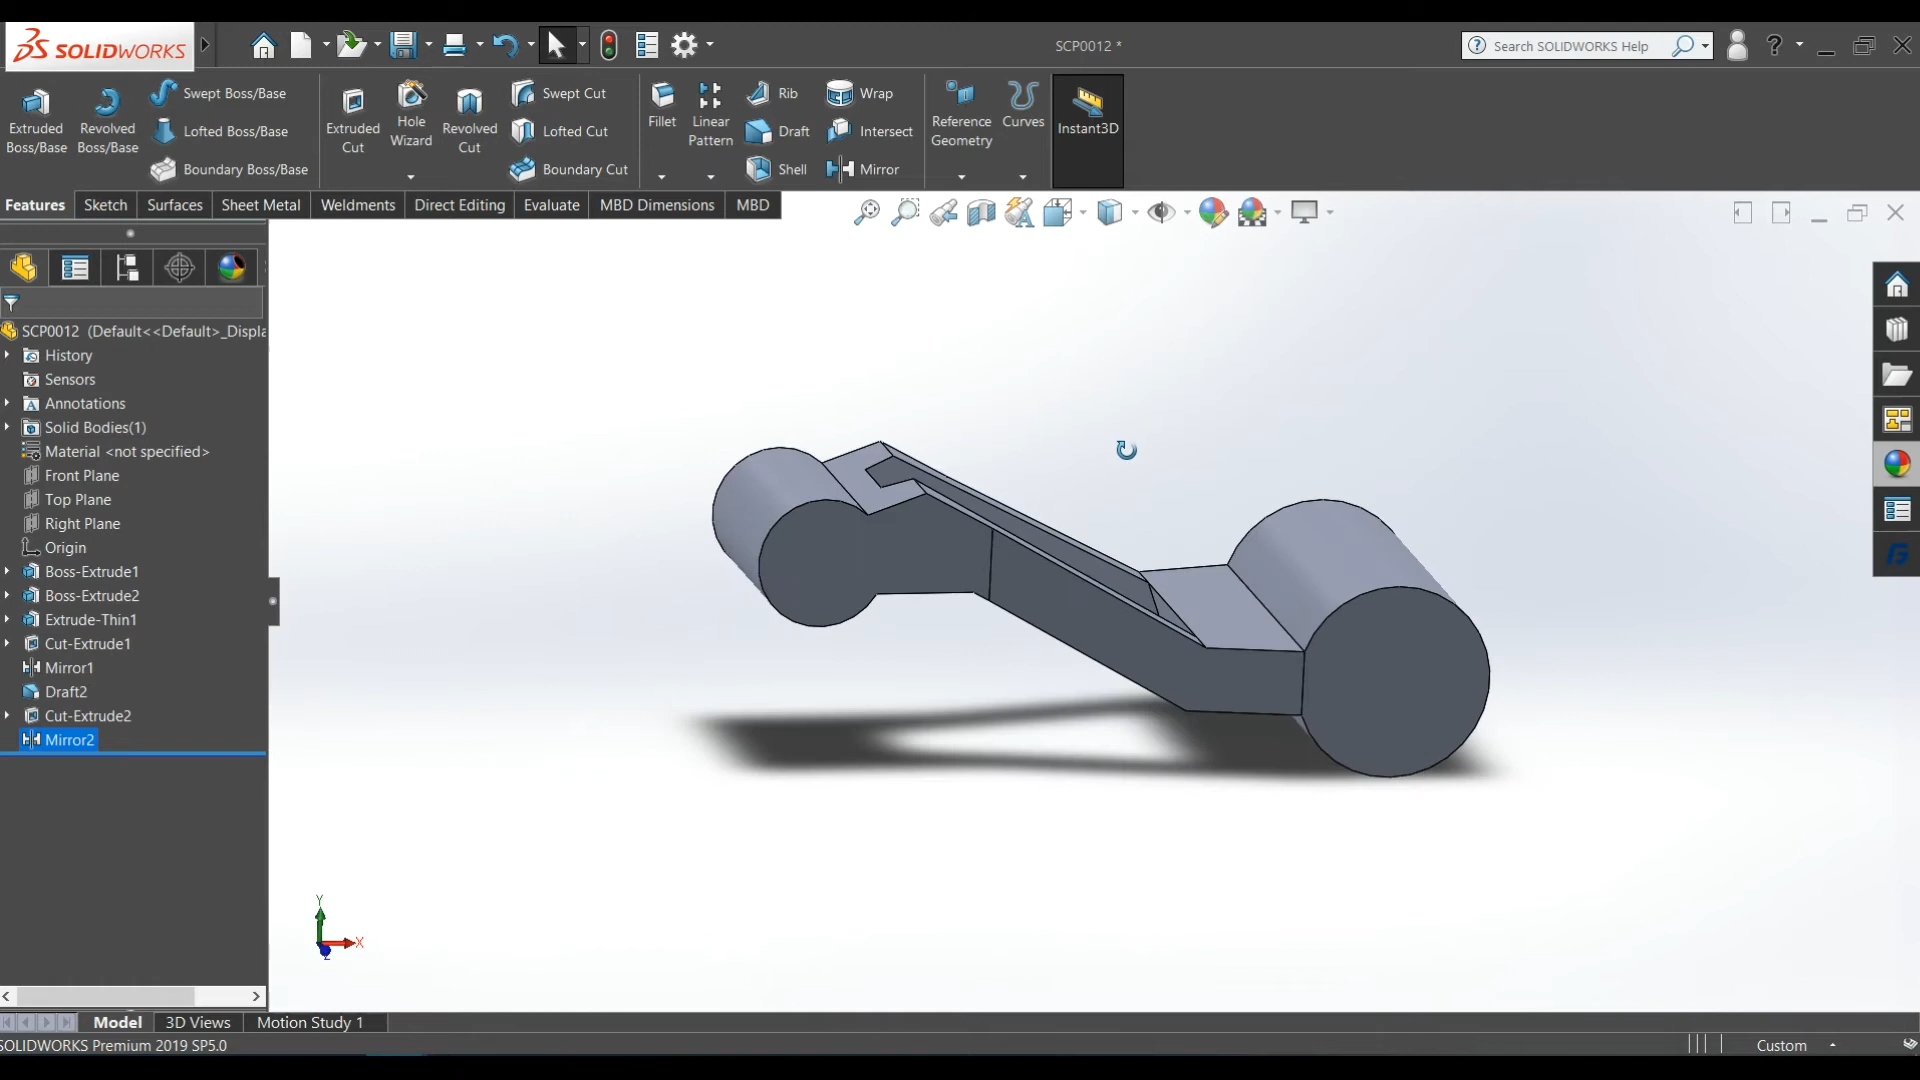 SOLIDWORKS
SCP0012 *
Search SOLIDWORKS Help
Extruded Boss/Base
Revolved Boss/Base
Swept Boss/Base
Lofted Boss/Base
Boundary Boss/Base
Extruded Cut
Hole Wizard
Revolved Cut
Swept Cut
Lofted Cut
Boundary Cut
Fillet
Linear Pattern
Rib
Draft
Shell
Wrap
Intersect
Mirror
Reference Geometry
Curves
Instant3D
Features
Sketch
Surfaces
Sheet Metal
Weldments
Direct Editing
Evaluate
MBD Dimensions
MBD
SCP0012 (Default<<Default>_Displa
History
Sensors
Annotations
Solid Bodies(1)
Material <not specified>
Front Plane
Top Plane
Right Plane
Origin
Boss-Extrude1
Boss-Extrude2
Extrude-Thin1
Cut-Extrude1
Mirror1
Draft2
Cut-Extrude2
Mirror2
Y
X
Z
Model
3D Views
Motion Study 1
SOLIDWORKS Premium 2019 SP5.0
Custom